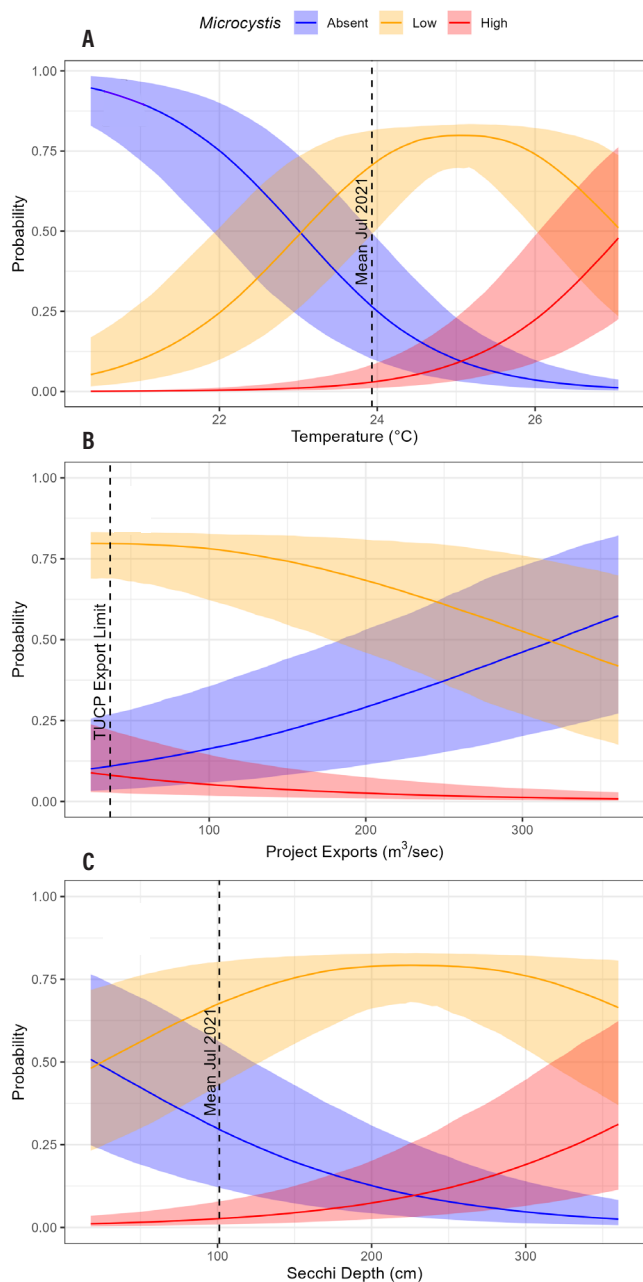 Microcystis Absent Low High
A
1.00
0.75
0.50
0.25
0.00
Probability
Mean Jul 2021
22 24 26
Temperature (°C)
B
1.00
0.75
0.50
0.25
0.00
Probability
TUCP Export Limit
100 200 300
Project Exports (m³/sec)
C
1.00
0.75
0.50
0.25
0.00
Probability
Mean Jul 2021
100 200 300
Secchi Depth (cm)